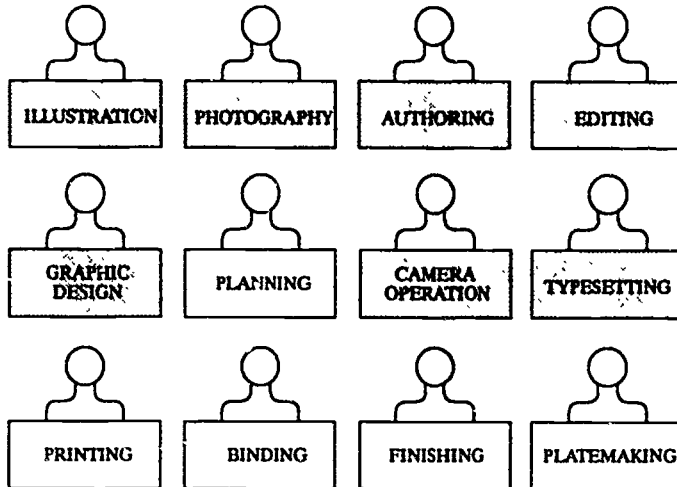 ILLUSTRATION
PHOTOGRAPHY
AUTHORING
EDITING
GRAPHIC
DESIGN
PLANNING
CAMERA
OPERATION
TYPESETTING
PRINTING
BINDING
FINISHING
PLATEMAKING